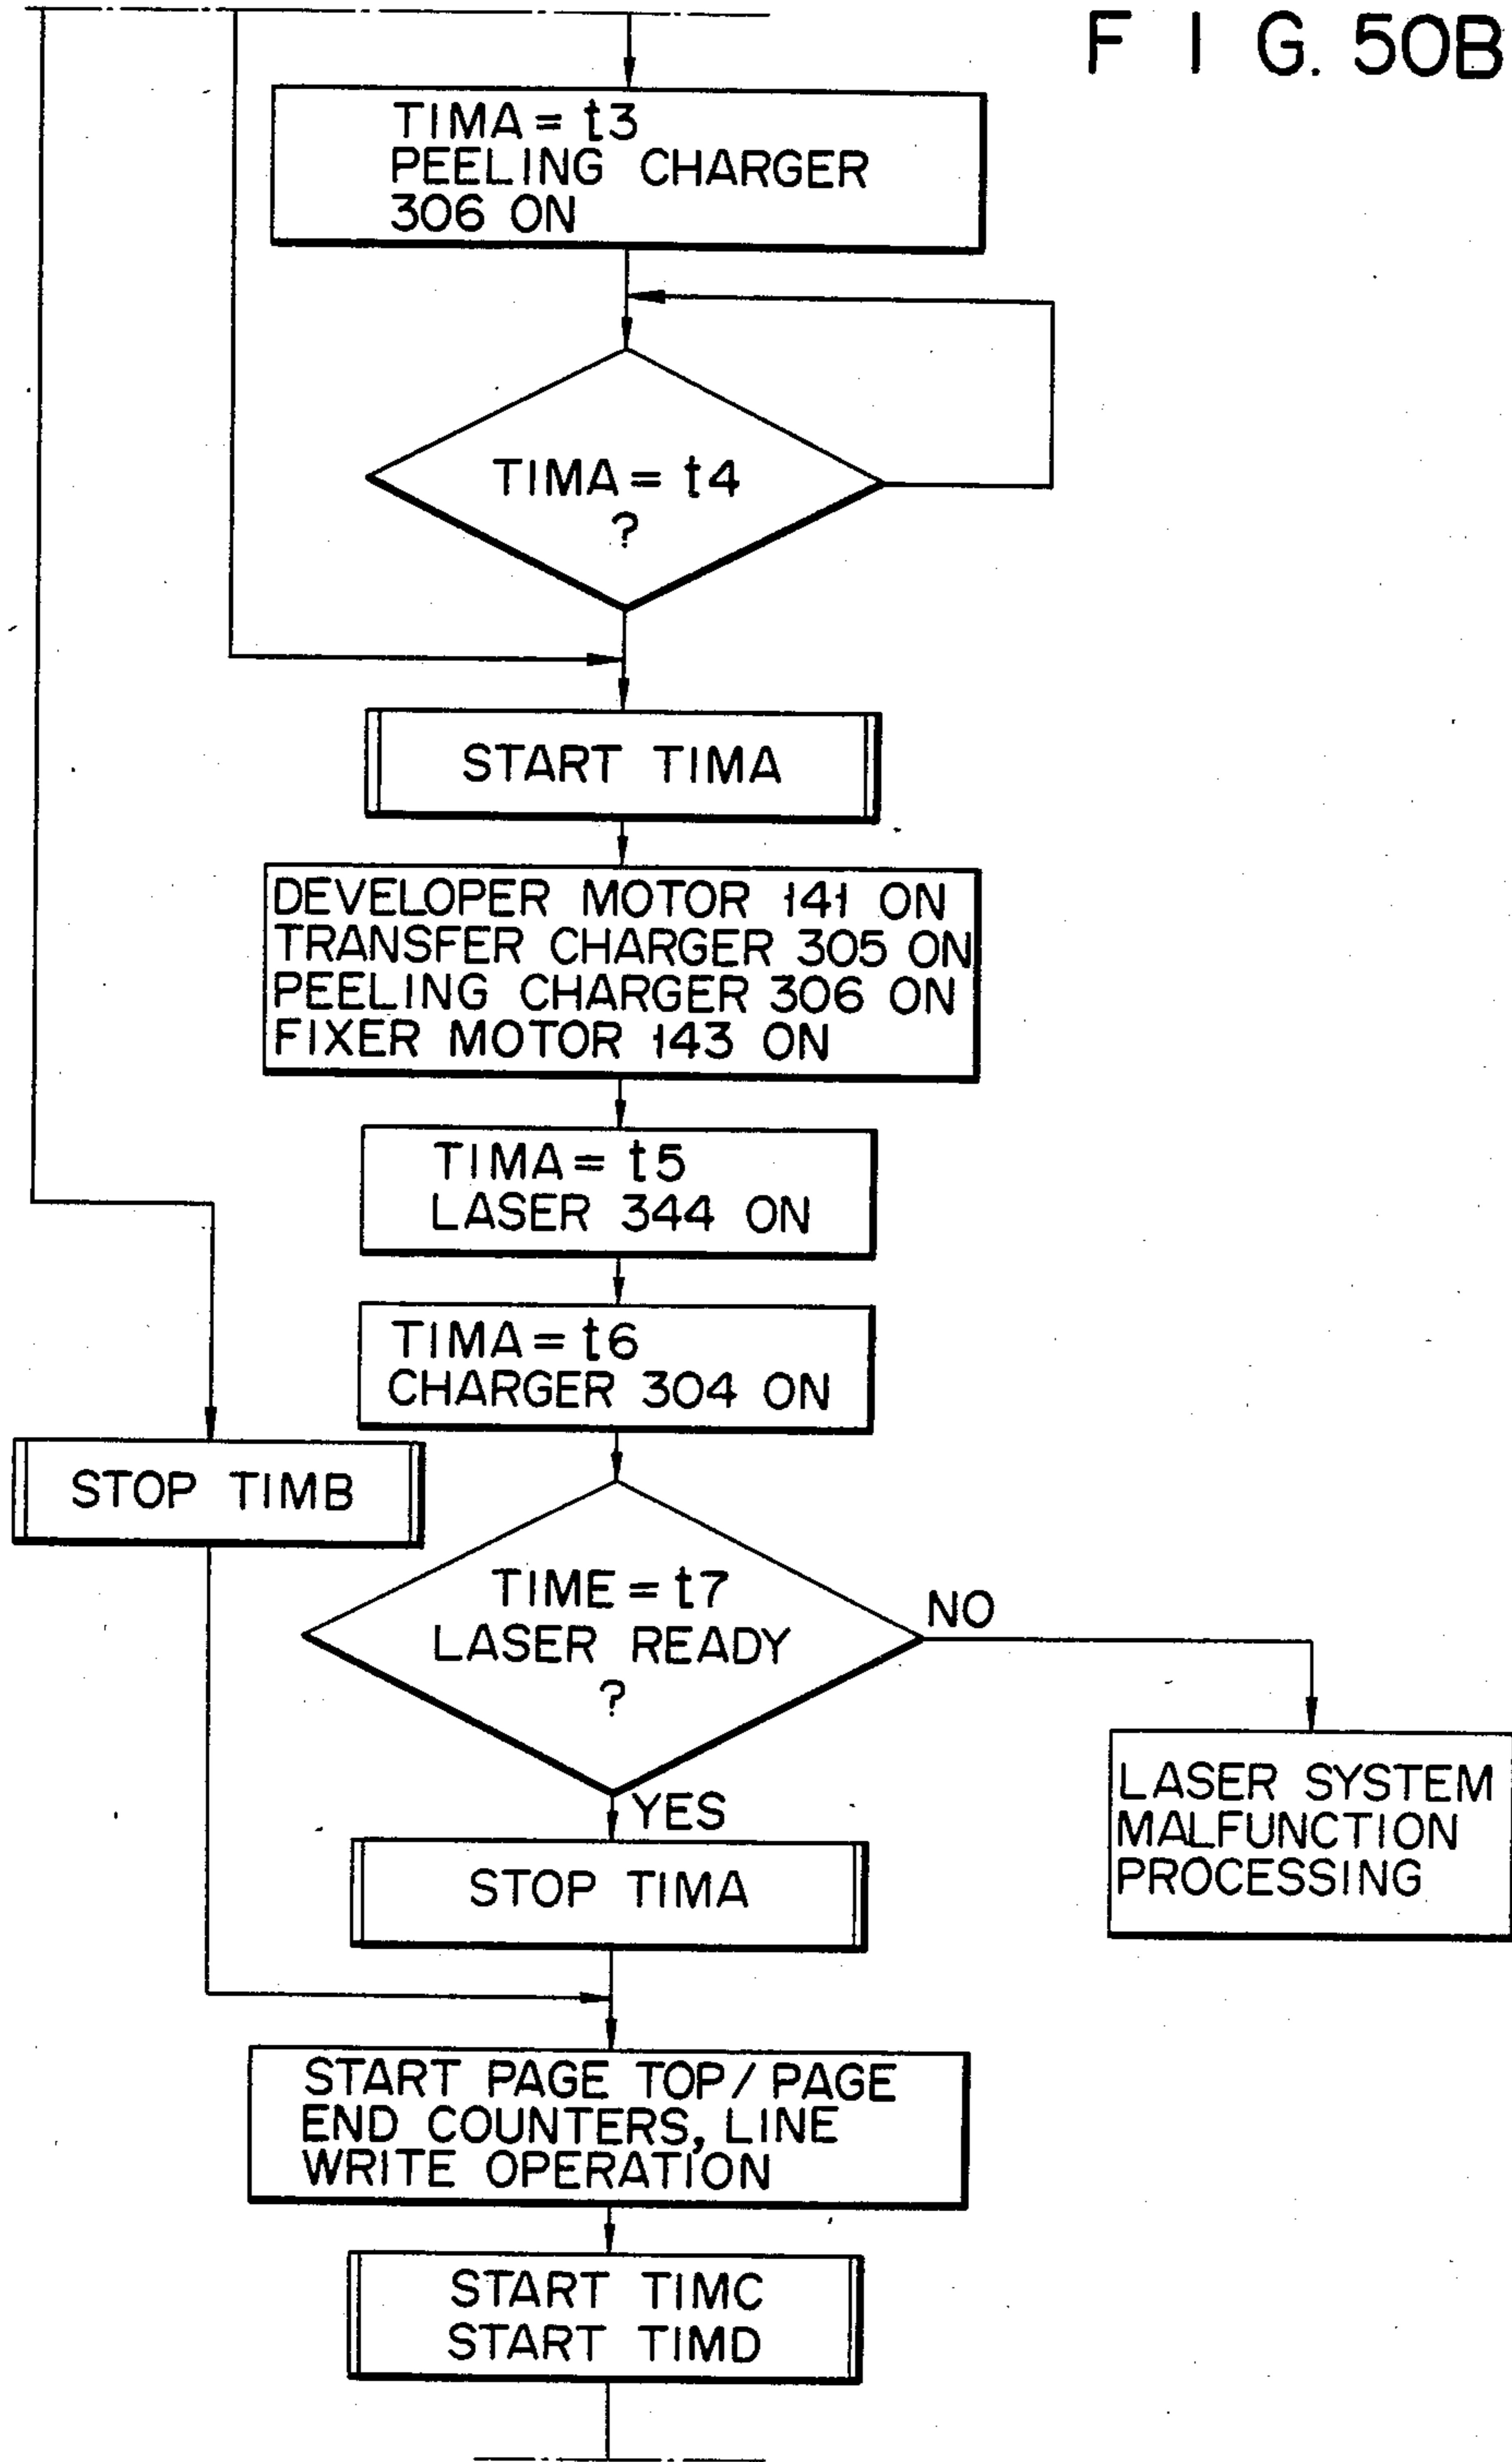 F I G. 50B
TIMA = t3
PEELING CHARGER
306 ON
TIMA = t4
?
START TIMA
DEVELOPER MOTOR 141 ON
TRANSFER CHARGER 305 ON
PEELING CHARGER 306 ON
FIXER MOTOR 143 ON
TIMA = t5
LASER 344 ON
TIMA = t6
CHARGER 304 ON
STOP TIMB
TIME = t7
LASER READY
?
NO
YES
LASER SYSTEM
MALFUNCTION
PROCESSING
STOP TIMA
START PAGE TOP/PAGE
END COUNTERS, LINE
WRITE OPERATION
START TIMC
START TIMD